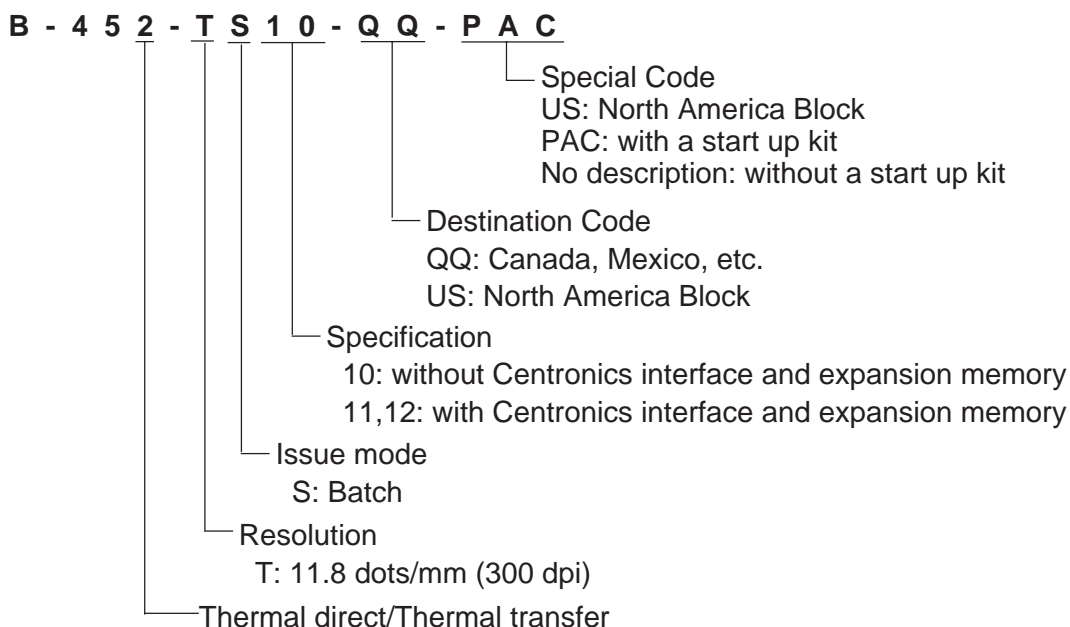 B - 4 5 2 - T S 1 0 - Q Q - P A C
Special Code
US: North America Block
PAC: with a start up kit
No description: without a start up kit
Destination Code
QQ: Canada, Mexico, etc.
US: North America Block
Specification
10: without Centronics interface and expansion memory
11,12: with Centronics interface and expansion memory
Issue mode
S: Batch
Resolution
T: 11.8 dots/mm (300 dpi)
Thermal direct/Thermal transfer